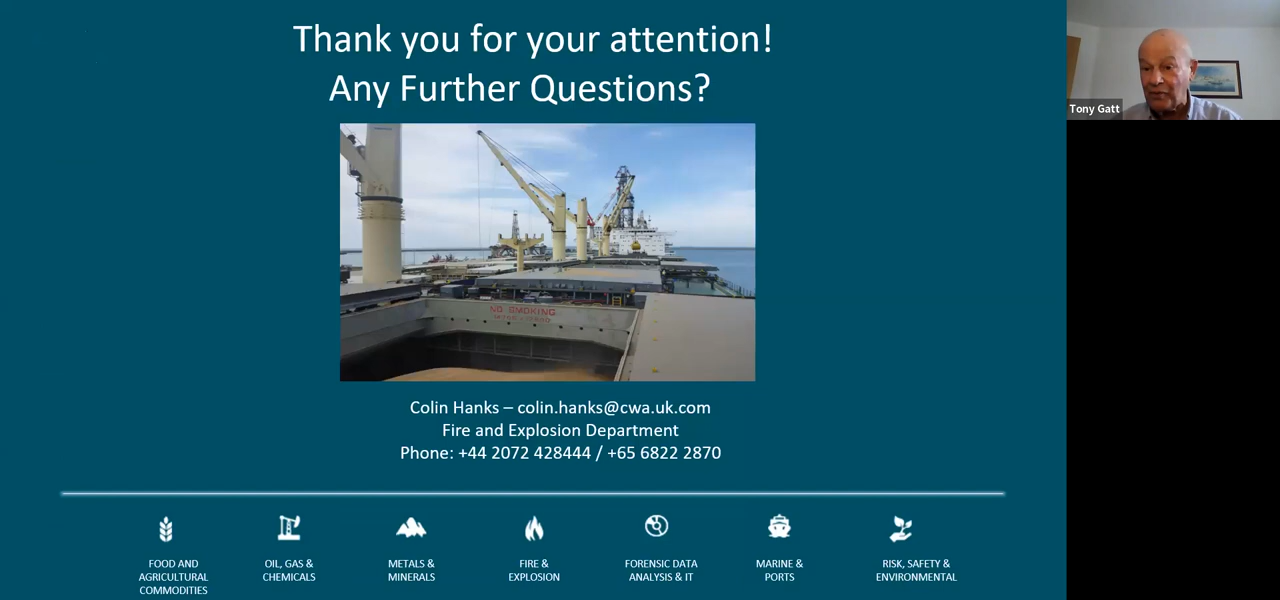 Thank you for your attention!
Any Further Questions?
Tony Gatt
NO SMOKING
Colin Hanks – colin.hanks@cwa.uk.com
Fire and Explosion Department
Phone: +44 2072 428444 / +65 6822 2870
FOOD AND
AGRICULTURAL
COMMODITIES
OIL, GAS &
CHEMICALS
METALS &
MINERALS
FIRE &
EXPLOSION
FORENSIC DATA
ANALYSIS & IT
MARINE &
PORTS
RISK, SAFETY &
ENVIRONMENTAL